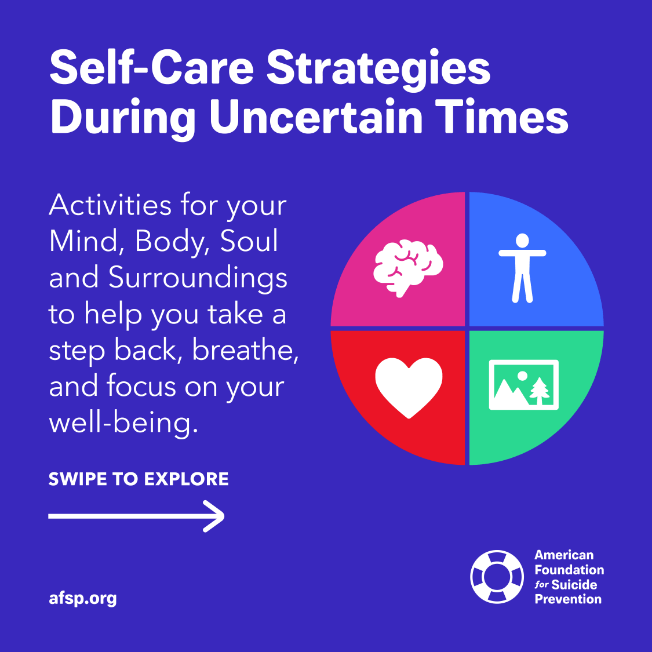 Self-Care Strategies
During Uncertain Times
Activities for your
Mind, Body, Soul
and Surroundings
to help you take a
step back, breathe,
and focus on your
well-being.
SWIPE TO EXPLORE
afsp.org
American
Foundation
for Suicide
Prevention